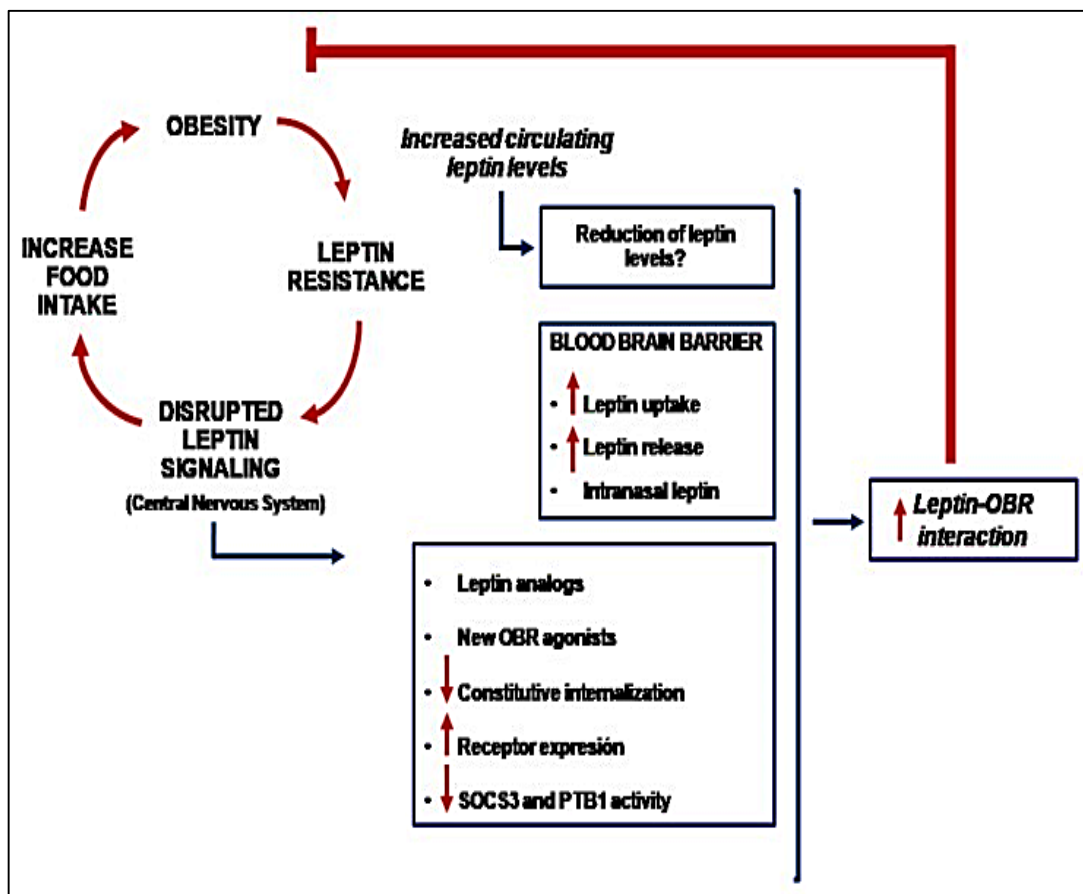 OBESITY
LEPTIN
RESISTANCE
DISRUPTED
LEPTIN
SIGNALING
(Central Nervous System)
INCREASE
FOOD
INTAKE
Increased circulating
leptin levels
Reduction of leptin
levels?
BLOOD BRAIN BARRIER
• Leptin uptake
• Leptin release
• Intranasal leptin
• Leptin analogs
• New OBR agonists
• Constitutive internalization
• Receptor expresión
• SOCS3 and PTB1 activity
Leptin-OBR
interaction